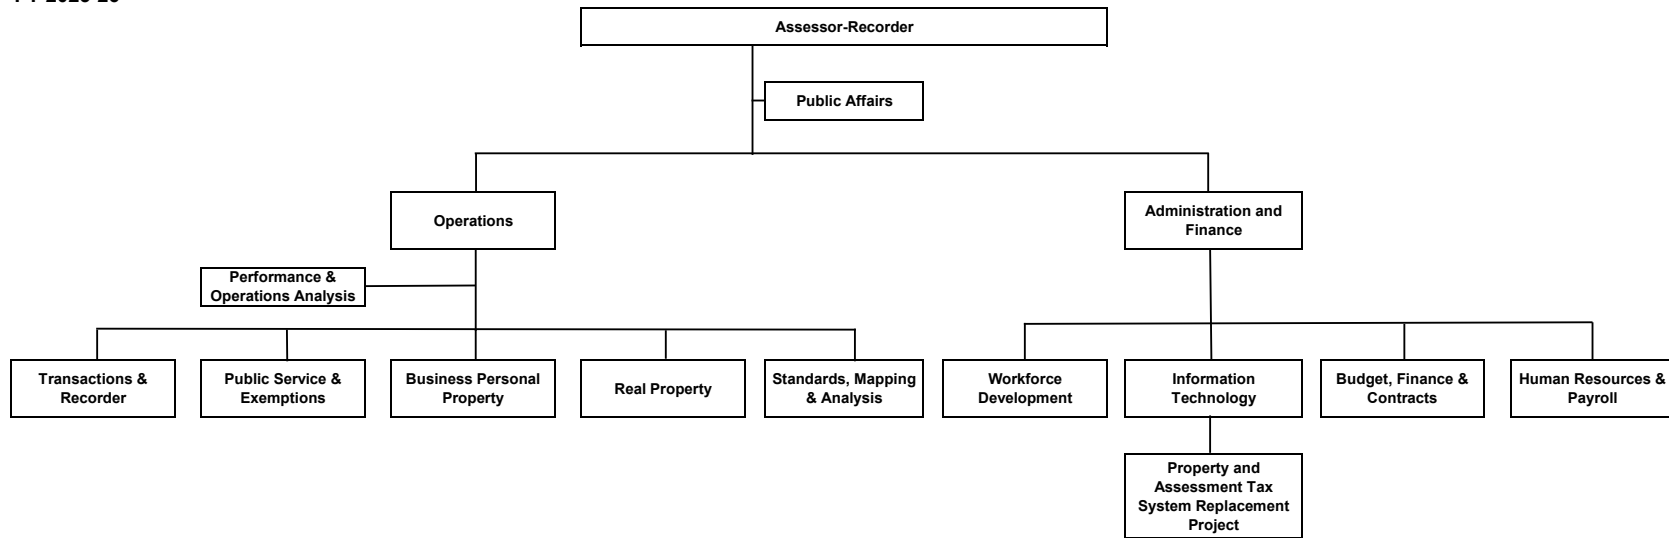 Assessor-Recorder
Public Affairs
Operations
Administration and
Finance
Performance &
Operations Analysis
Transactions &
Recorder
Public Service &
Exemptions
Business Personal
Property
Real Property
Standards, Mapping
& Analysis
Workforce
Development
Information
Technology
Budget, Finance &
Contracts
Human Resources &
Payroll
Property and
Assessment Tax
System Replacement
Project